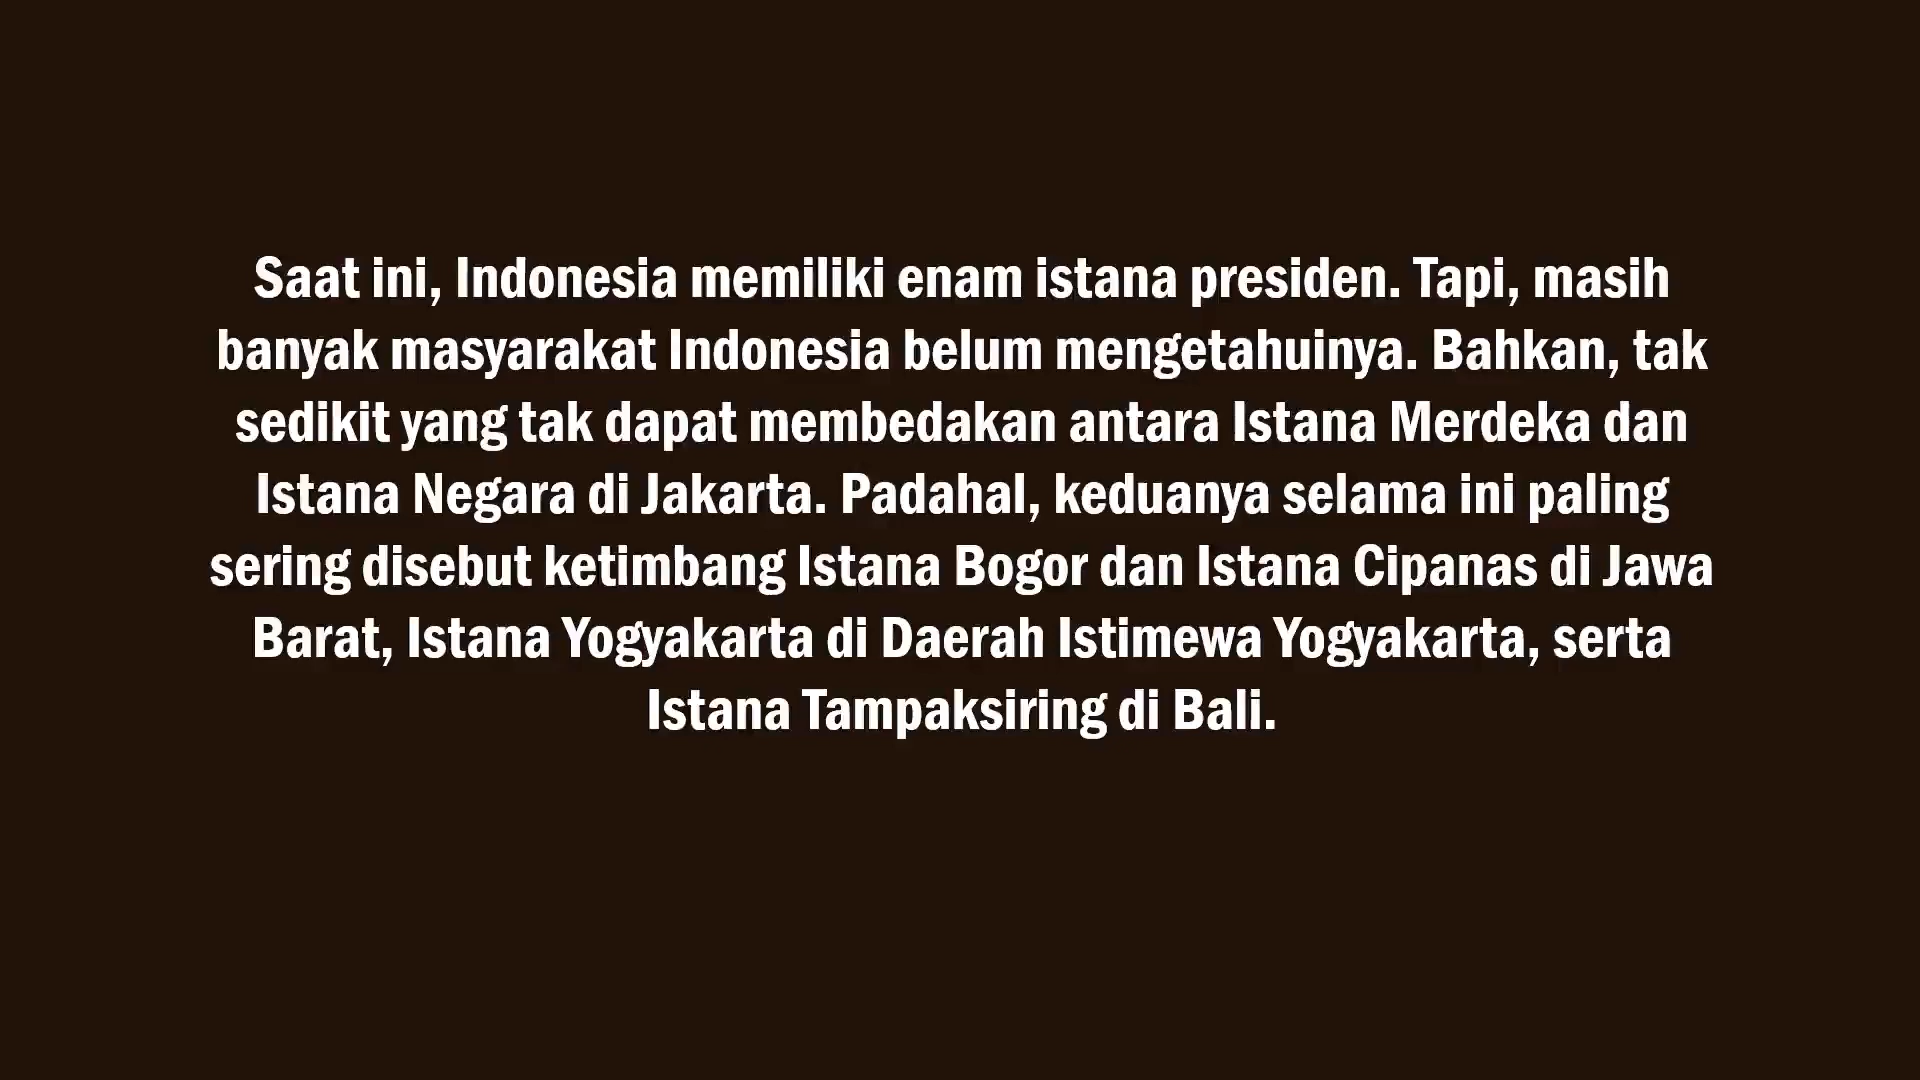 Saat ini, Indonesia memiliki enam istana presiden. Tapi, masih
banyak masyarakat Indonesia belum mengetahuinya. Bahkan, tak
sedikit yang tak dapat membedakan antara Istana Merdeka dan
Istana Negara di Jakarta. Padahal, keduanya selama ini paling
sering disebut ketimbang Istana Bogor dan Istana Cipanas di Jawa
Barat, Istana Yogyakarta di Daerah Istimewa Yogyakarta, serta
Istana Tampaksiring di Bali.